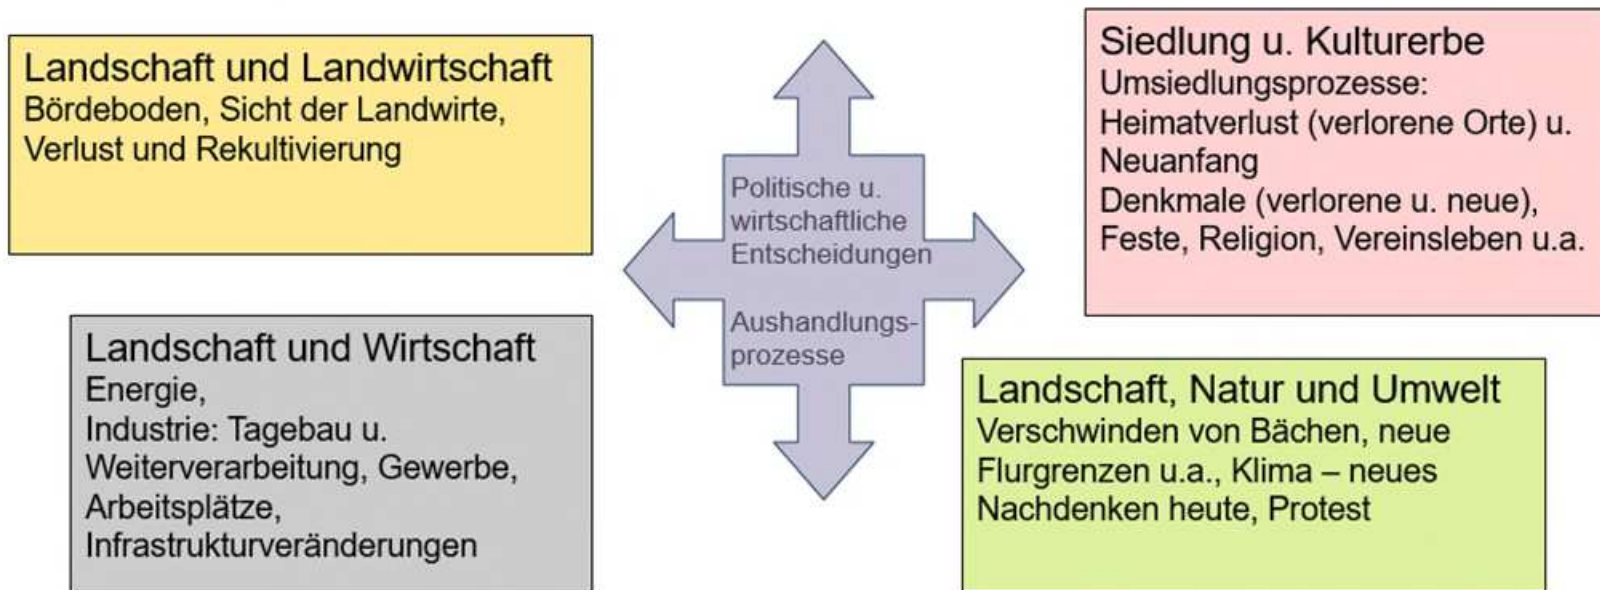 Landschaft und Landwirtschaft
Bördeboden, Sicht der Landwirte,
Verlust und Rekultivierung
Politische u.
wirtschaftliche
Entscheidungen
Aushandlungs-
prozesse
Siedlung u. Kulturerbe
Umsiedlungsprozesse:
Heimatverlust (verlorene Orte) u.
Neuanfang
Denkmale (verlorene u. neue),
Feste, Religion, Vereinsleben u.a.
Landschaft und Wirtschaft
Energie,
Industrie: Tagebau u.
Weiterverarbeitung, Gewerbe,
Arbeitsplätze,
Infrastrukturveränderungen
Landschaft, Natur und Umwelt
Verschwinden von Bächen, neue
Flurgrenzen u.a., Klima – neues
Nachdenken heute, Protest